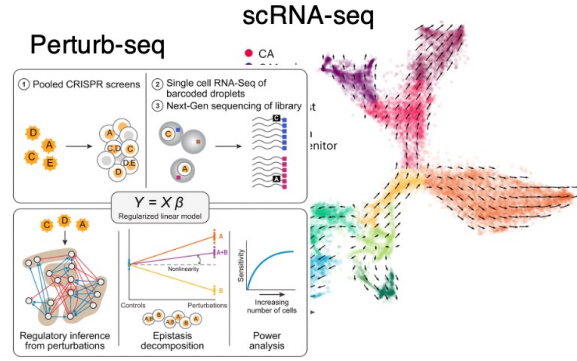 scRNA-seq
Perturb-seq
CA
1 Pooled CRISPR screens
2 Single cell RNA-Seq of
barcoded droplets
3 Next-Gen sequencing of library
D
A
C
E
A
C
C,D
C
D,E
D
C
A
C
A
st
enitor
Y = X β
Regularized linear model
C D A
A
A+B
Nonlinearity
B
Controls
Perturbations
A,B B A,B A B A
Sensitivity
Increasing
number of cells
Regulatory inference
from perturbations
Epistasis
decomposition
Power
analysis